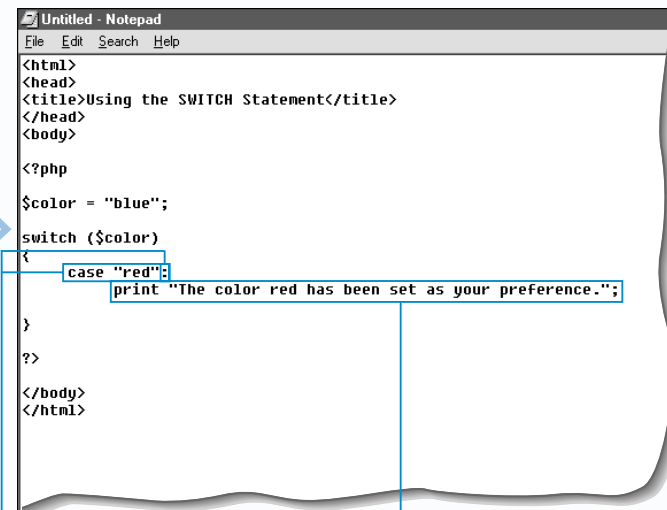 Untitled - Notepad
File Edit Search Help
<html>
<head>
<title>Using the SWITCH Statement</title>
</head>
<body>
<?php
$color = "blue";
switch ($color)
{
case "red":
print "The color red has been set as your preference.";
}
?>
</body>
</html>